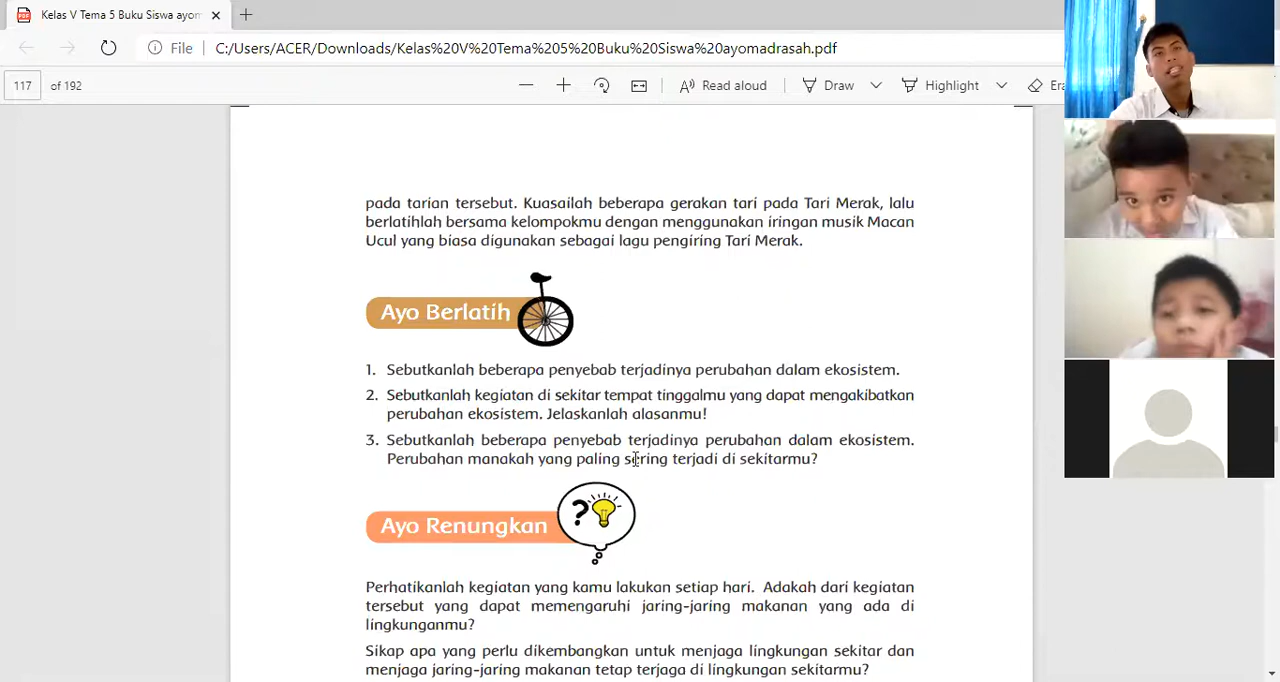 Kelas V Tema 5 Buku Siswa ayom
File
C:/Users/ACER/Downloads/Kelas%20V%20Tema%205%20Buku%20Siswa%20ayomadrasah.pdf
117 of 192
Read aloud
Draw
Highlight
Era
pada tarian tersebut. Kuasailah beberapa gerakan tari pada Tari Merak, lalu
berlatihlah bersama kelompokmu dengan menggunakan iringan musik Macan
Ucul yang biasa digunakan sebagai lagu pengiring Tari Merak.
Ayo Berlatih
1. Sebutkanlah beberapa penyebab terjadinya perubahan dalam ekosistem.
2. Sebutkanlah kegiatan di sekitar tempat tinggalmu yang dapat mengakibatkan
perubahan ekosistem. Jelaskanlah alasanmu!
3. Sebutkanlah beberapa penyebab terjadinya perubahan dalam ekosistem.
Perubahan manakah yang paling sering terjadi di sekitarmu?
?
Ayo Renungkan
Perhatikanlah kegiatan yang kamu lakukan setiap hari. Adakah dari kegiatan
tersebut yang dapat memengaruhi jaring-jaring makanan yang ada di
lingkunganmu?
Sikap apa yang perlu dikembangkan untuk menjaga lingkungan sekitar dan
menjaga jaring-jaring makanan tetap terjaga di lingkungan sekitarmu?